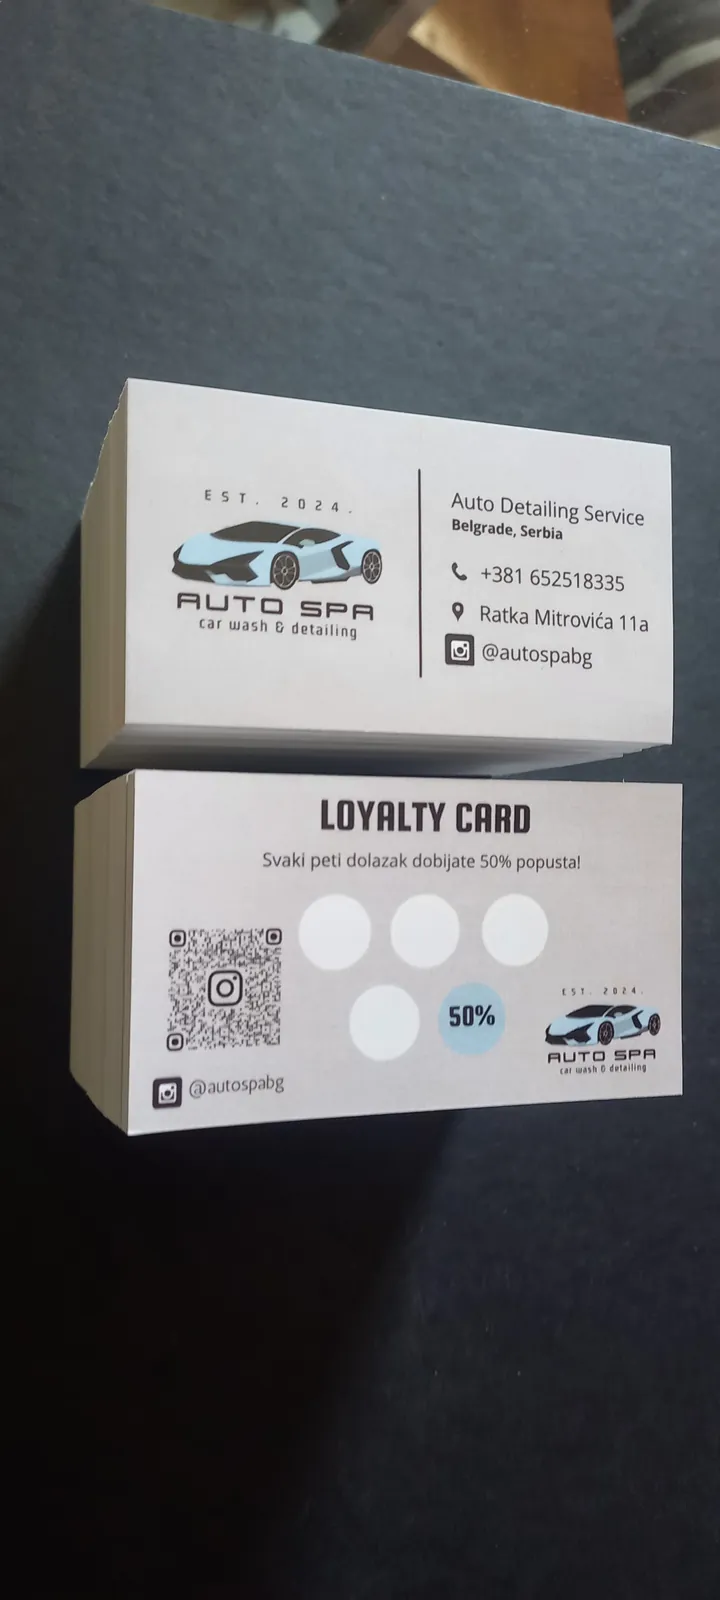 EST. 2024.
AUTO SPA
car wash & detailing
Auto Detailing Service
Belgrade, Serbia
+381 652518335
Ratka Mitrovića 11a
@autospabg
LOYALTY CARD
Svaki peti dolazak dobijate 50% popusta!
50%
@autospabg
EST. 2024.
AUTO SPA
car wash & detailing